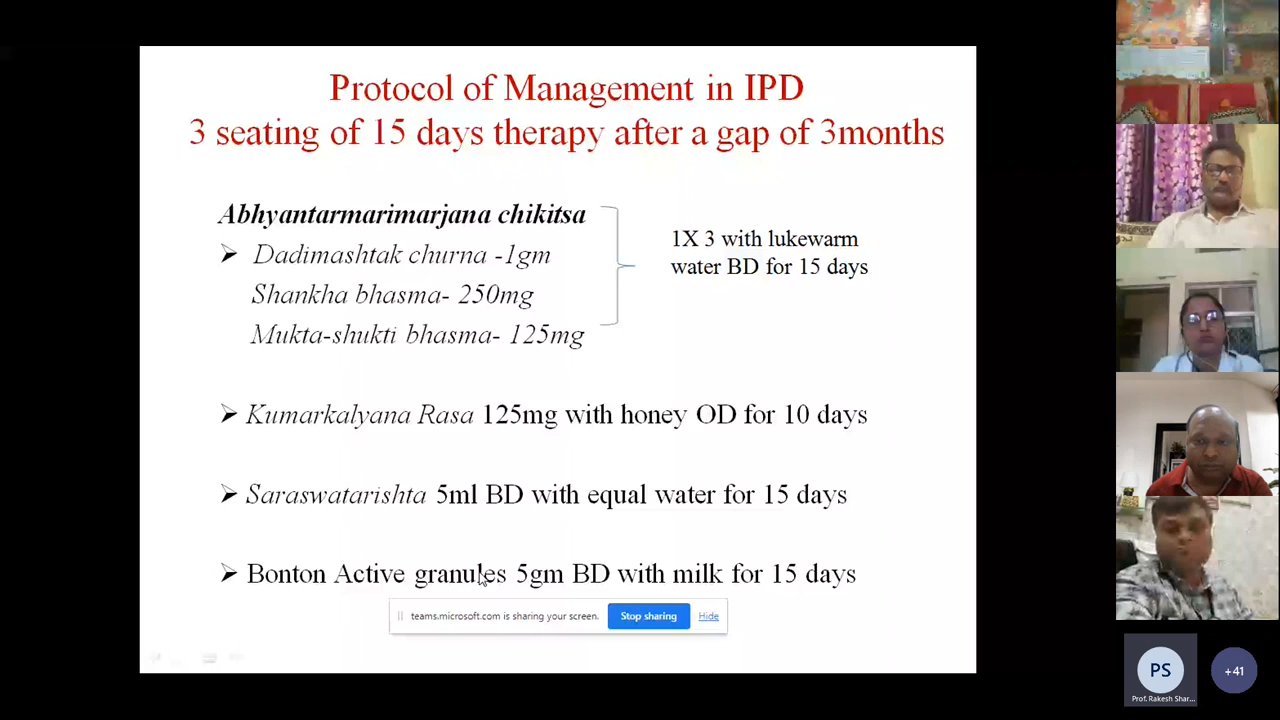 Protocol of Management in IPD
3 seating of 15 days therapy after a gap of 3months
Abhyantarmarimarjana chikitsa
➢ Dadimashtak churna -1gm
Shankha bhasma- 250mg
Mukta-shukti bhasma- 125mg
1X 3 with lukewarm
water BD for 15 days
➢ Kumarkalyana Rasa 125mg with honey OD for 10 days
➢ Saraswatarishta 5ml BD with equal water for 15 days
➢ Bonton Active granules 5gm BD with milk for 15 days
teams.microsoft.com is sharing your screen. Stop sharing Hide
PS
Prof. Rakesh Shar...
+41